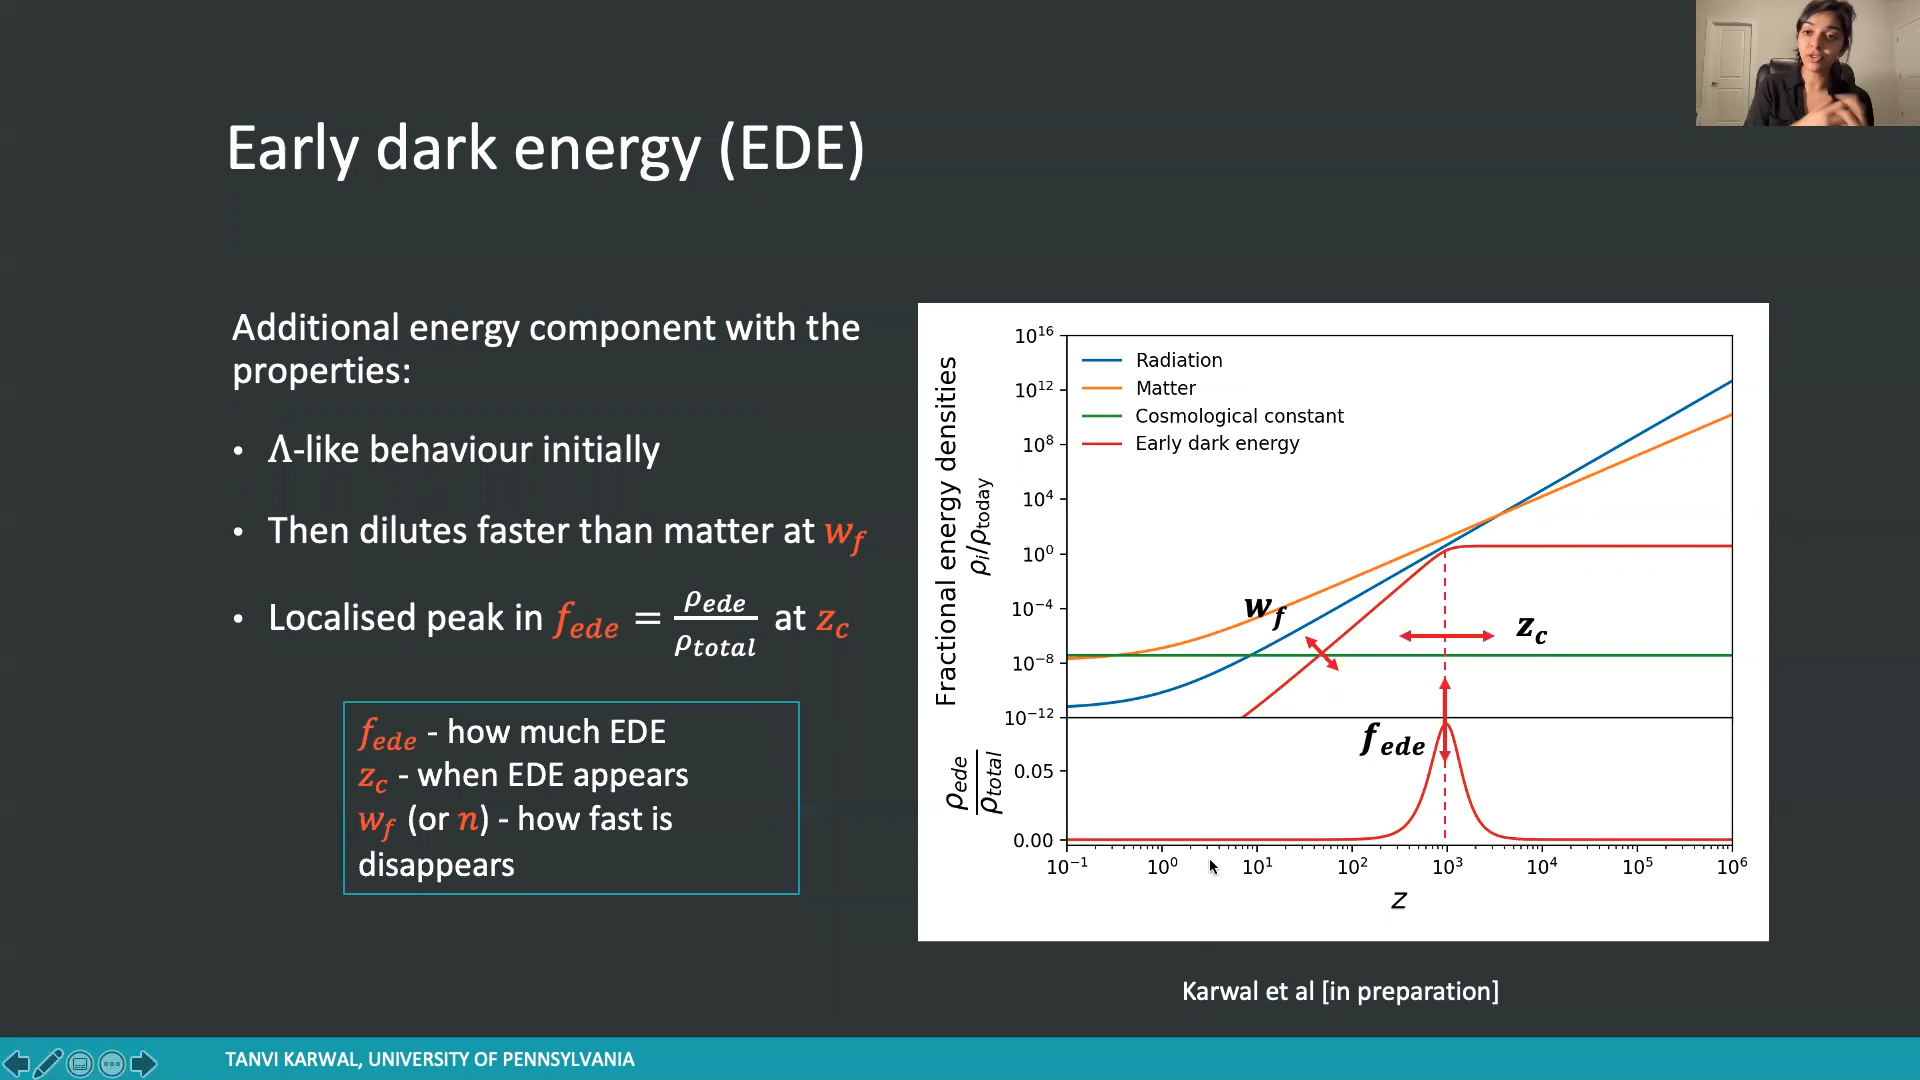 Early dark energy (EDE)
Additional energy component with the
properties:
• Λ-like behaviour initially
• Then dilutes faster than matter at w_f
• Localised peak in f_ede = ρ_ede / ρ_total at z_c
f_ede - how much EDE
z_c - when EDE appears
w_f (or n) - how fast is
disappears
Fractional energy densities
ρ_i/ρ_today
10^16
10^12
10^8
10^4
10^0
10^−4
10^−8
10^−12
Radiation
Matter
Cosmological constant
Early dark energy
w_f
z_c
f_ede
ρ_ede / ρ_total
0.05
0.00
10^−1 10^0 10^1 10^2 10^3 10^4 10^5 10^6
z
Karwal et al [in preparation]
TANVI KARWAL, UNIVERSITY OF PENNSYLVANIA